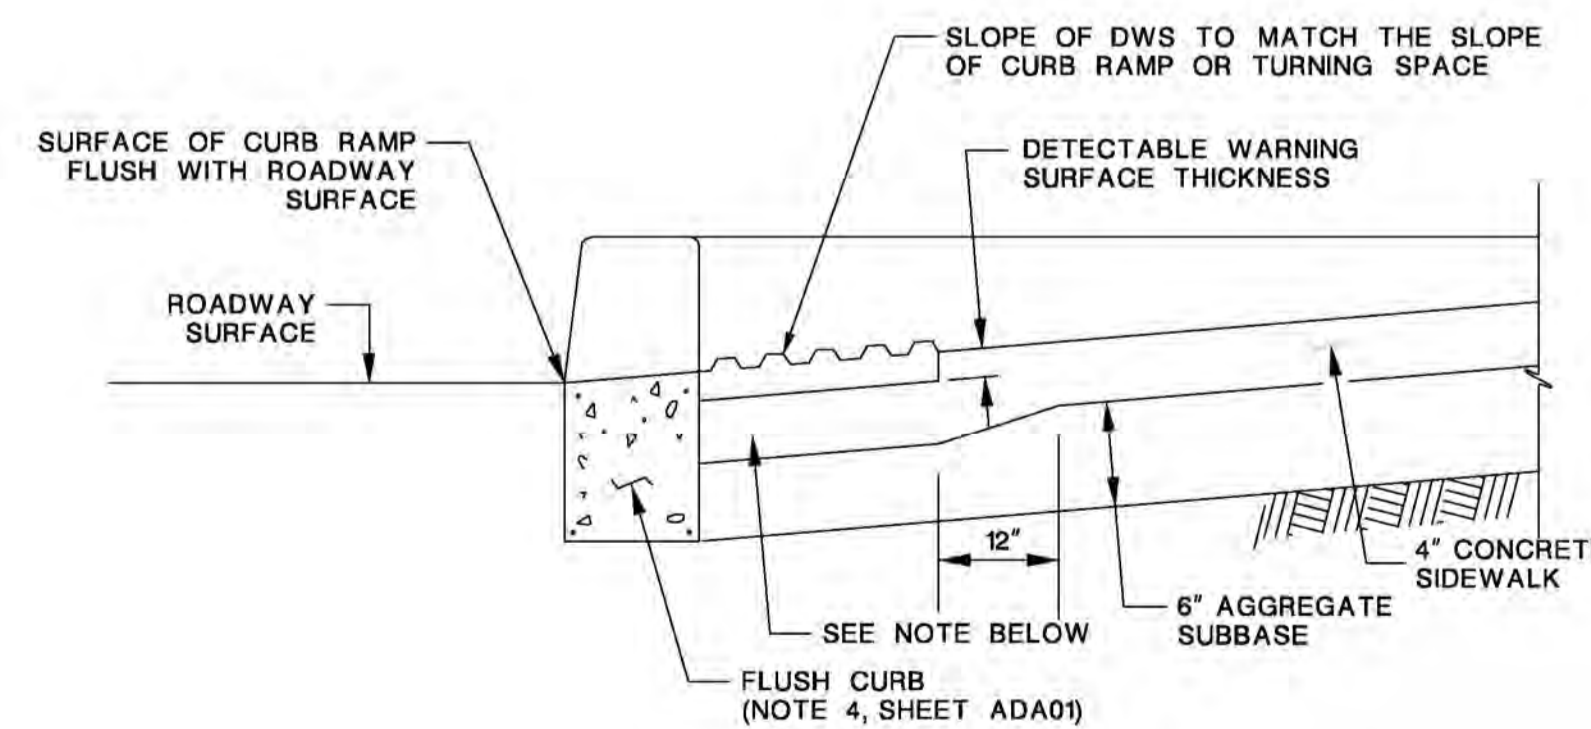 SLOPE OF DWS TO MATCH THE SLOPE
OF CURB RAMP OR TURNING SPACE
SURFACE OF CURB RAMP
FLUSH WITH ROADWAY
SURFACE
DETECTABLE WARNING
SURFACE THICKNESS
ROADWAY
SURFACE
12"
4" CONCRET
SIDEWALK
6" AGGREGATE
SUBBASE
SEE NOTE BELOW
FLUSH CURB
(NOTE 4, SHEET ADA01)